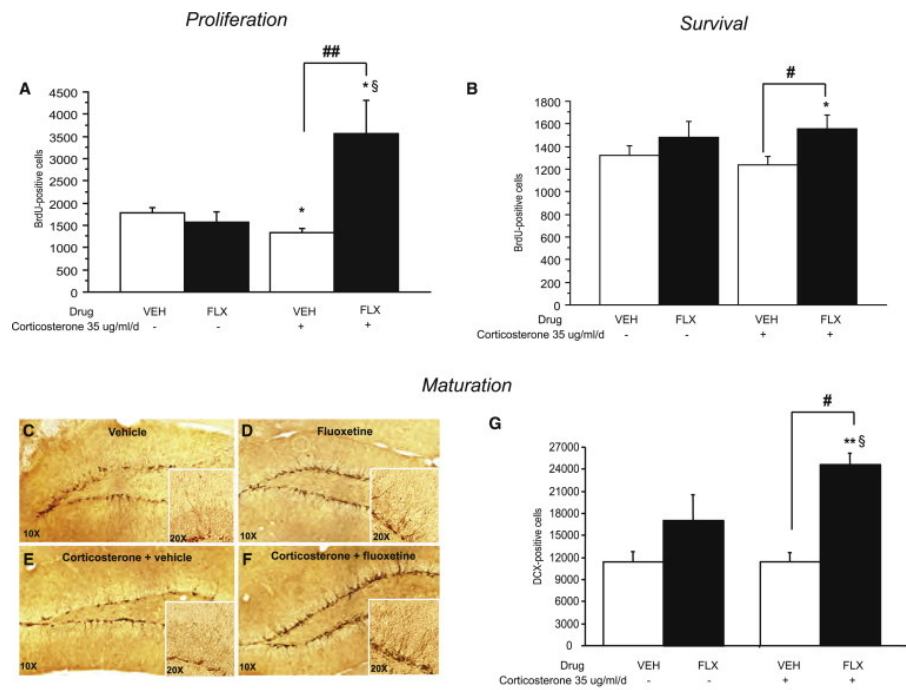 Proliferation
Survival
A
##
* §
*
4500
4000
3500
3000
2500
2000
1500
1000
500
0
BrdU-positive cells
Drug VEH FLX VEH FLX
Corticosterone 35 ug/ml/d - - + +
B
#
*
1800
1600
1400
1200
1000
800
600
400
200
0
BrdU-positive cells
Drug VEH FLX VEH FLX
Corticosterone 35 ug/ml/d - - + +
Maturation
C Vehicle
10X 20X
D Fluoxetine
10X 20X
E Corticosterone + vehicle
10X 20X
F Corticosterone + fluoxetine
10X 20X
G
#
** §
27000
24000
21000
18000
15000
12000
9000
6000
3000
0
DCX-positive cells
Drug VEH FLX VEH FLX
Corticosterone 35 ug/ml/d - - + +